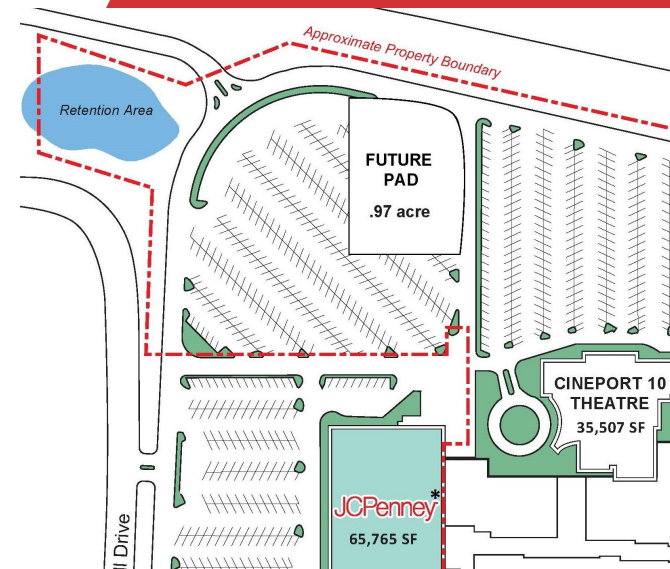 Approximate Property Boundary
Retention Area
FUTURE
PAD
.97 acre
CINEPORT 10
THEATRE
35,507 SF
JCPenney*
65,765 SF
ll Drive